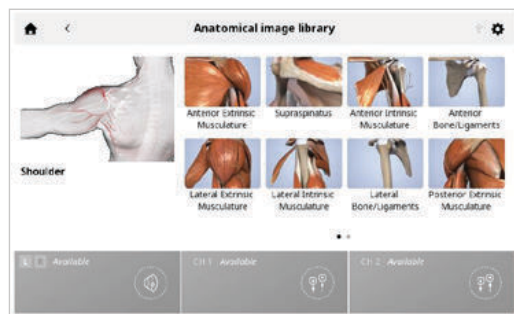 Anatomical image library
Anterior Extrinsic
Musculature
Supraspinatus
Anterior Intrinsic
Musculature
Anterior
Bone/Ligaments
Shoulder
Lateral Extrinsic
Musculature
Lateral Intrinsic
Musculature
Lateral
Bone/Ligaments
Posterior Extrinsic
Musculature
L Available
CH 1 Available
CH 2 Available